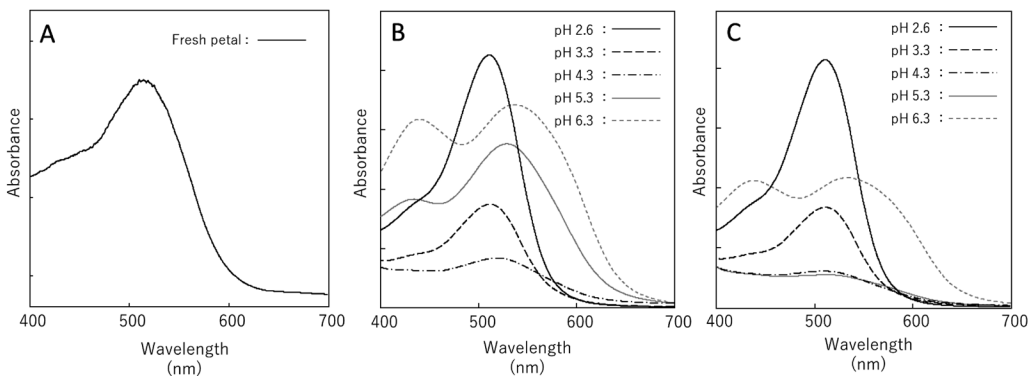 A
Fresh petal :
Absorbance
400 500 600 700
Wavelength
(nm)
B
pH 2.6 :
pH 3.3 :
pH 4.3 :
pH 5.3 :
pH 6.3 :
Absorbance
400 500 600 700
Wavelength
(nm)
C
pH 2.6 :
pH 3.3 :
pH 4.3 :
pH 5.3 :
pH 6.3 :
Absorbance
400 500 600 700
Wavelength
(nm)